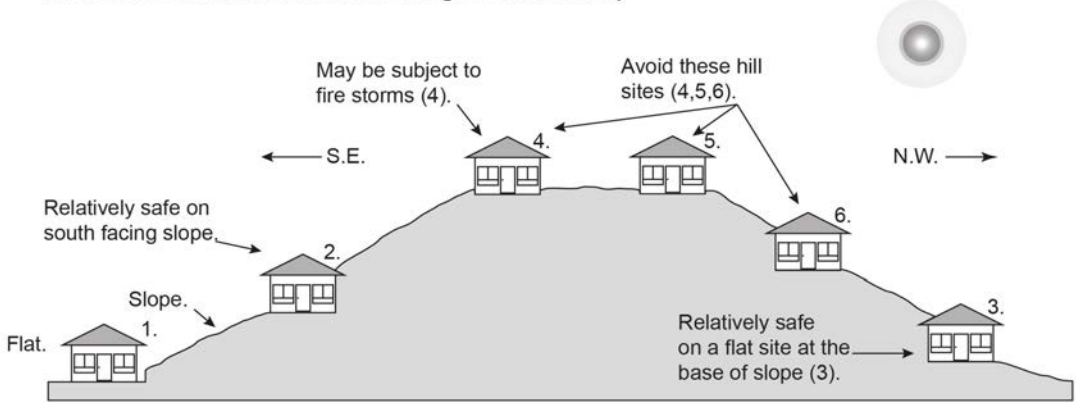 May be subject to
fire storms (4).
Avoid these hill
sites (4,5,6).
4.
5.
S.E.
N.W.
Relatively safe on
south facing slope.
6.
2.
Slope.
3.
1.
Flat.
Relatively safe
on a flat site at the
base of slope (3).